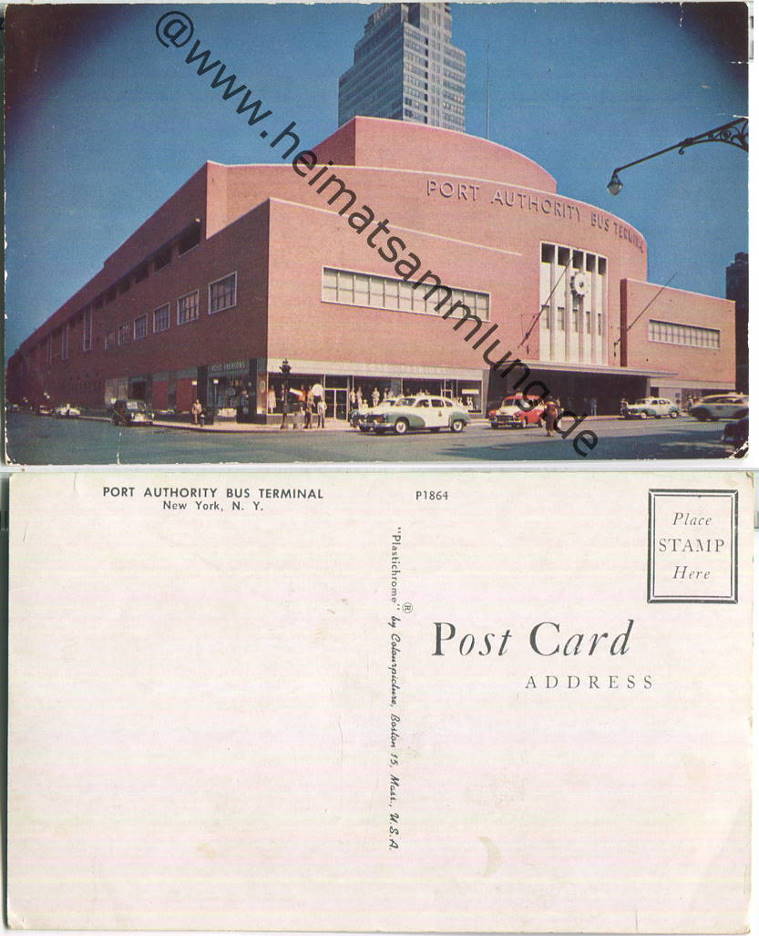 @www.heimatsammlung.de
PORT AUTHORITY BUS TERMINAL
PORT AUTHORITY BUS TERMINAL
New York, N. Y.
P1864
Place
STAMP
Here
"Plastichrome"® by Colourpicture, Boston 15, Mass., U.S.A.
Post Card
ADDRESS